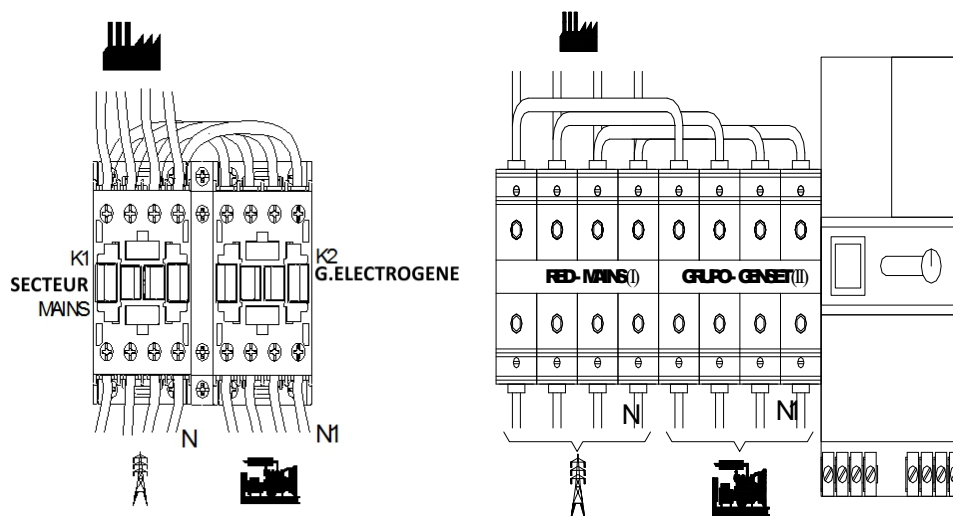 K1
SECTEUR
MAINS
K2
G.ELECTROGENE
N
N1
RED-MAINS(I)
GRUPO-GENSET(II)
N
N1